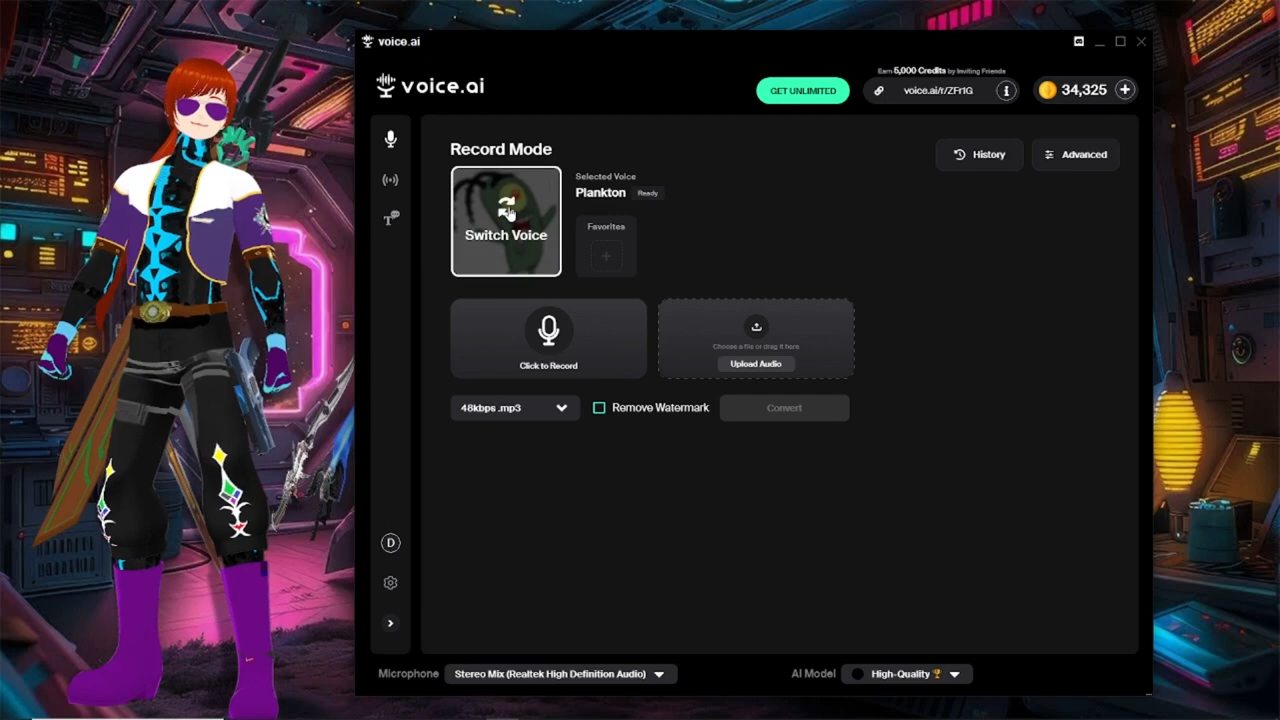 voice.ai
voice.ai
GET UNLIMITED
Earn 5,000 Credits by Inviting Friends
voice.ai/r/ZFr1G
34,325
Record Mode
History
Advanced
Selected Voice
Plankton
Ready
Switch Voice
Favorites
Click to Record
Choose a file or drag it here
Upload Audio
48kbps .mp3
Remove Watermark
Convert
D
Microphone
Stereo Mix (Realtek High Definition Audio)
AI Model
High-Quality